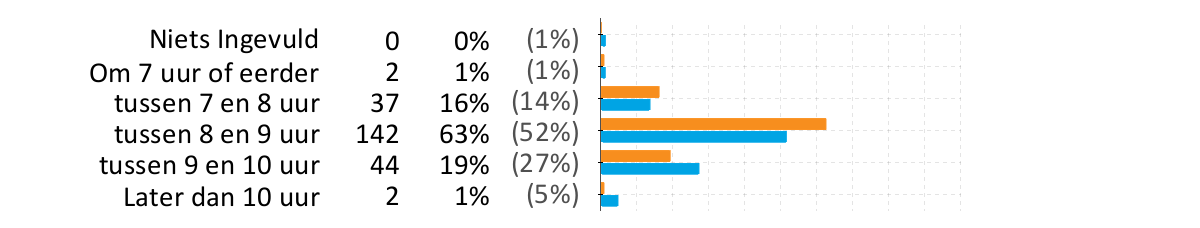 Niets Ingevuld 0 0% (1%)
Om 7 uur of eerder 2 1% (1%)
tussen 7 en 8 uur 37 16% (14%)
tussen 8 en 9 uur 142 63% (52%)
tussen 9 en 10 uur 44 19% (27%)
Later dan 10 uur 2 1% (5%)